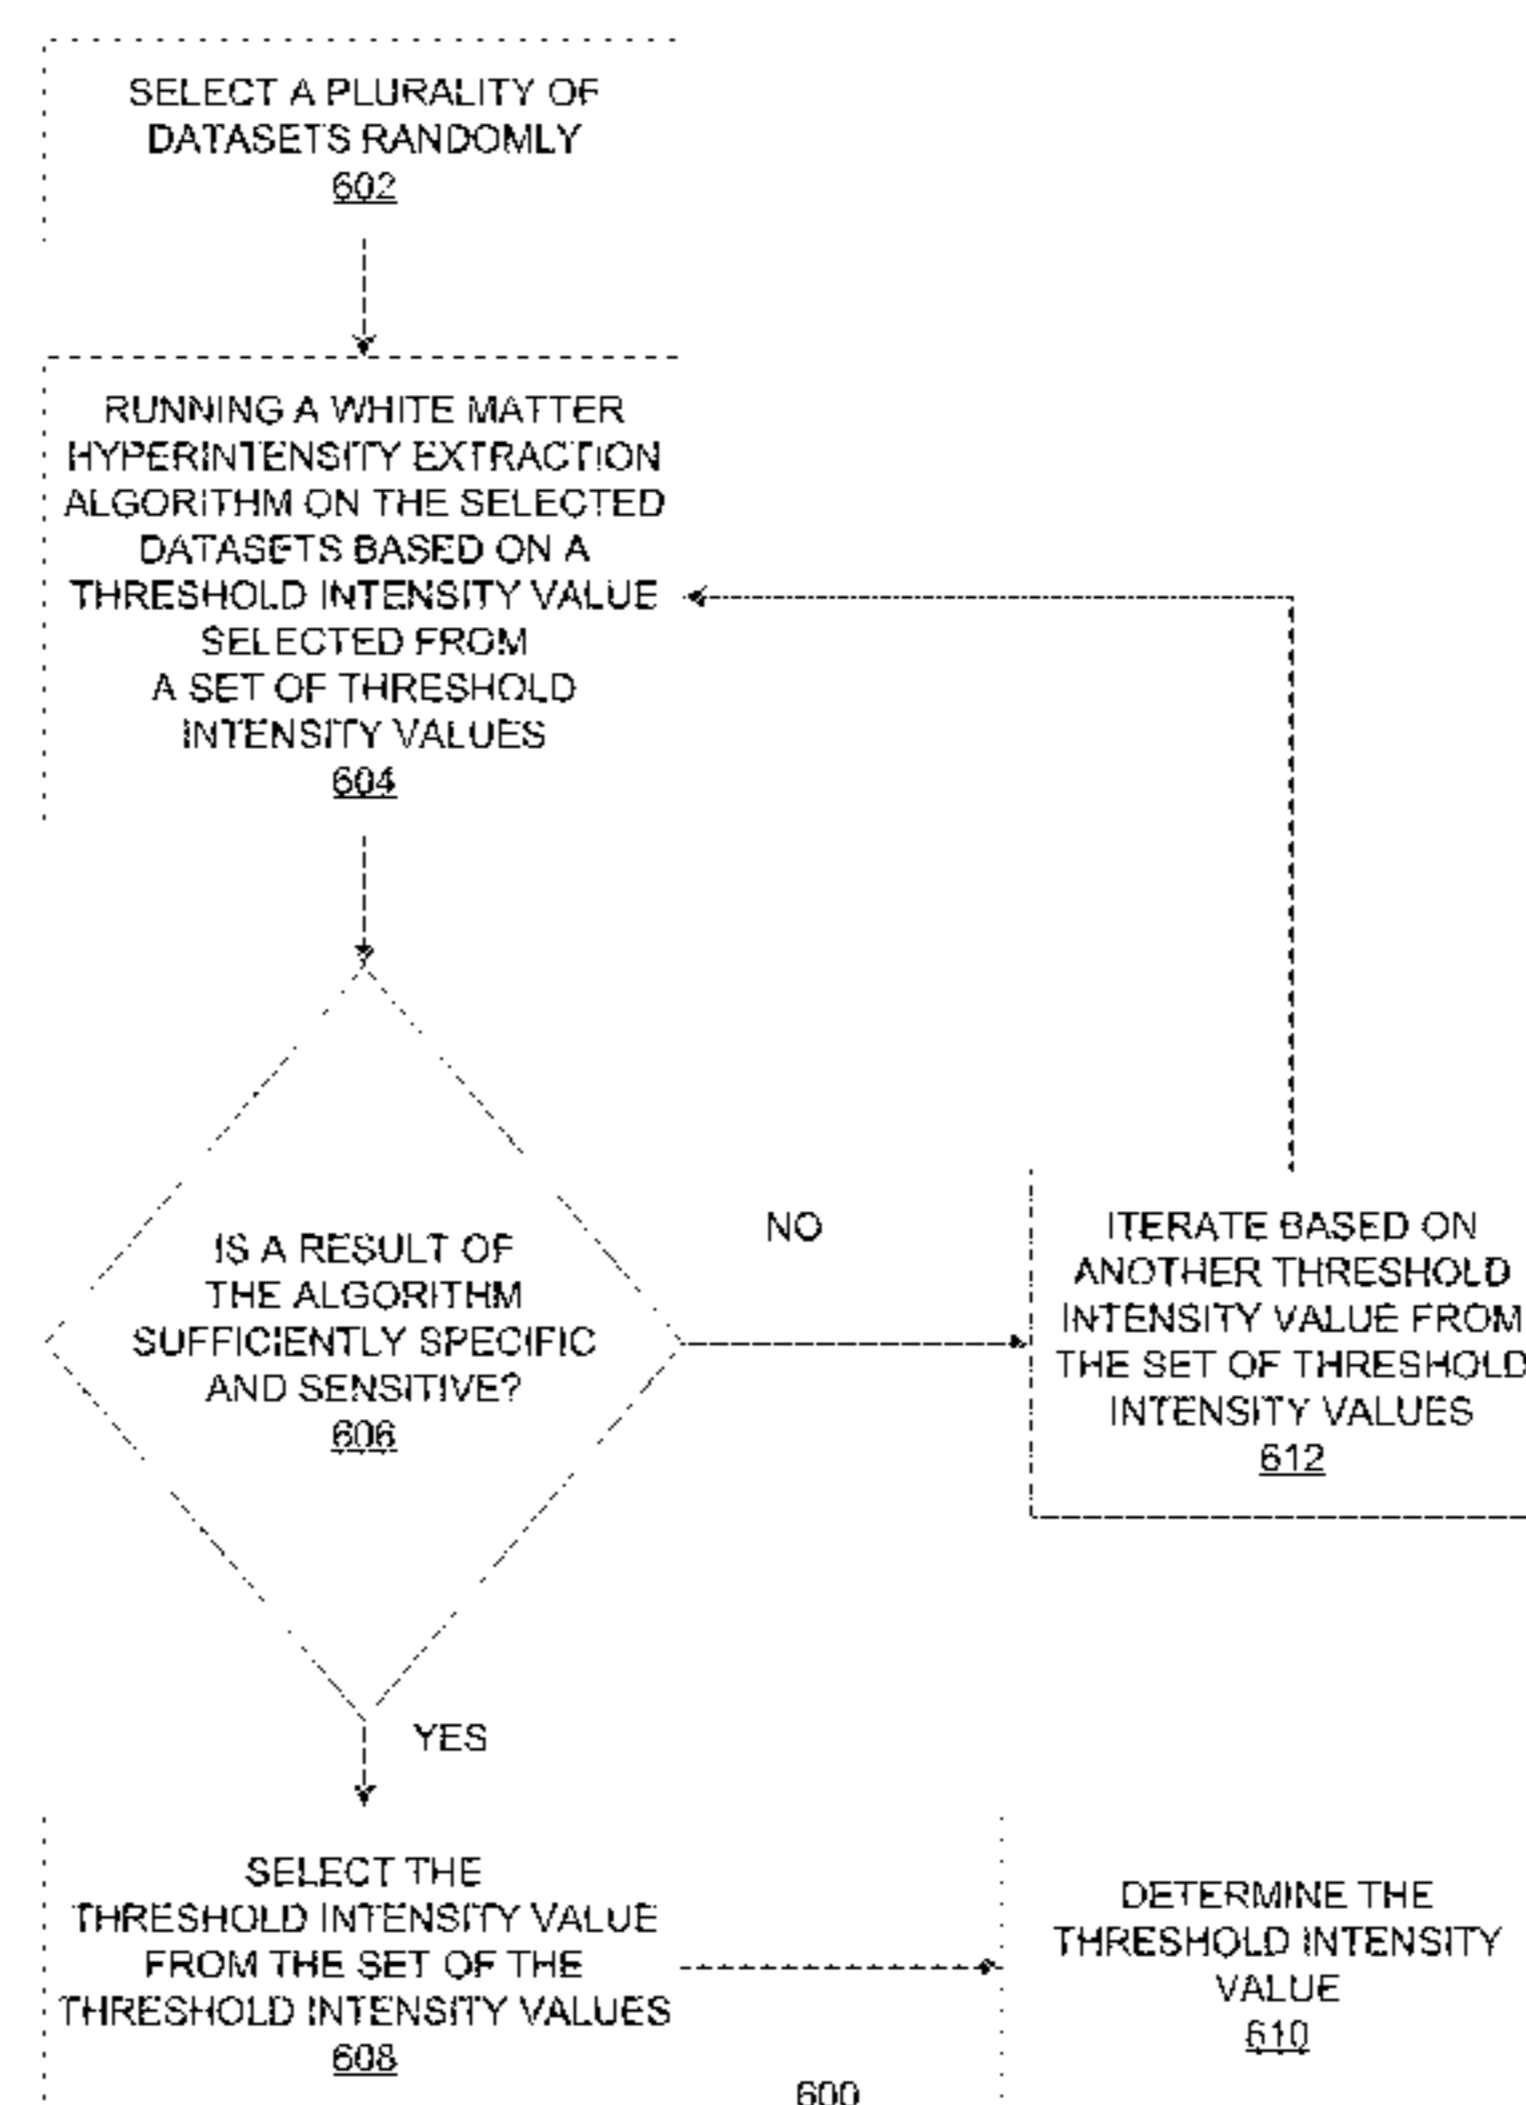 SELECT A PLURALITY OF
DATASETS RANDOMLY
602
RUNNING A WHITE MATTER
HYPERINTENSITY EXTRACTION
ALGORITHM ON THE SELECTED
DATASETS BASED ON A
THRESHOLD INTENSITY VALUE
SELECTED FROM
A SET OF THRESHOLD
INTENSITY VALUES
604
IS A RESULT OF
THE ALGORITHM
SUFFICIENTLY SPECIFIC
AND SENSITIVE?
606
NO
ITERATE BASED ON
ANOTHER THRESHOLD
INTENSITY VALUE FROM
THE SET OF THRESHOLD
INTENSITY VALUES
612
YES
SELECT THE
THRESHOLD INTENSITY VALUE
FROM THE SET OF THE
THRESHOLD INTENSITY VALUES
608
DETERMINE THE
THRESHOLD INTENSITY
VALUE
610
600